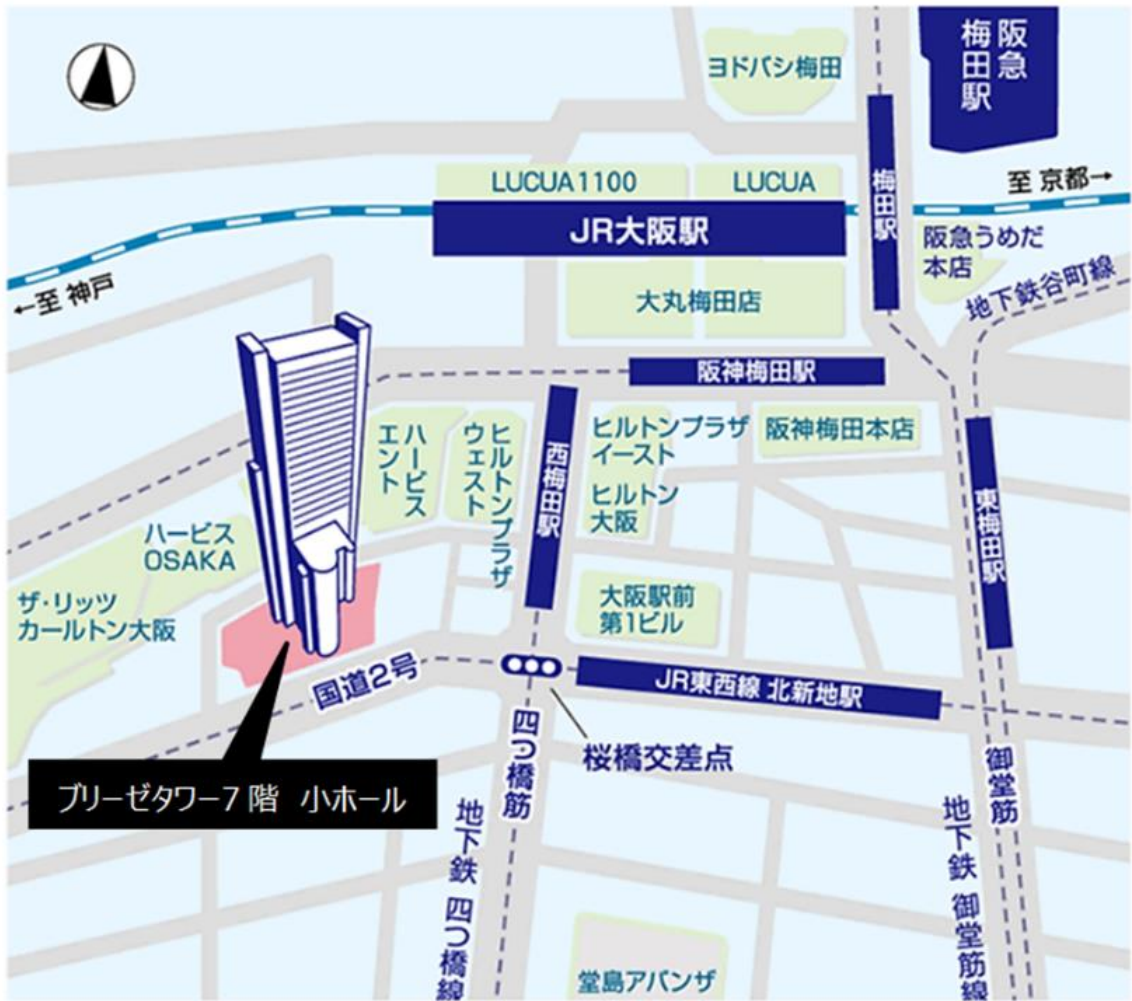 阪急
梅田駅
ヨドバシ梅田
LUCUA1100
LUCUA
梅田駅
至 京都→
JR大阪駅
阪急うめだ
本店
←至 神戸
大丸梅田店
地下鉄谷町線
阪神梅田駅
ハービス
エント
ヒルトンプラザ
ウェスト
西梅田駅
ヒルトンプラザ
イースト
ヒルトン
大阪
阪神梅田本店
東梅田駅
ハービス
OSAKA
ザ・リッツ
カールトン大阪
大阪駅前
第1ビル
国道2号
JR東西線 北新地駅
桜橋交差点
ブリーゼタワー7 階 小ホール
四つ橋筋
地下鉄 四つ橋線
御堂筋
地下鉄 御堂筋線
堂島アバンザ